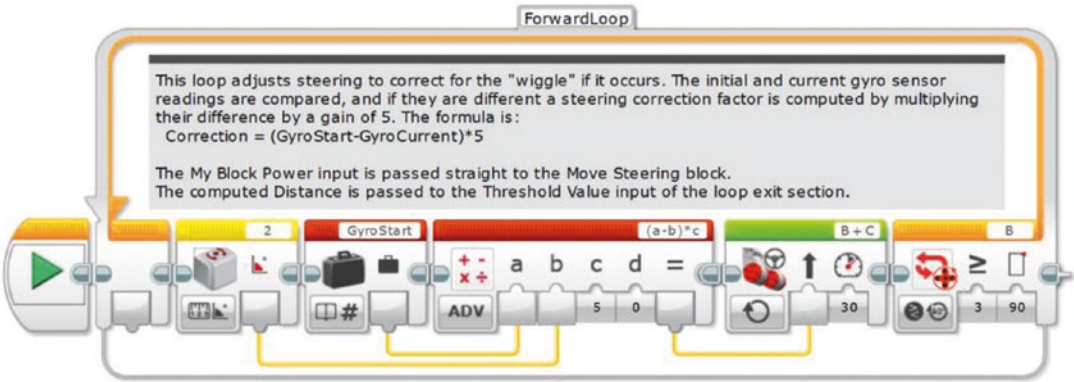 ForwardLoop
This loop adjusts steering to correct for the "wiggle" if it occurs. The initial and current gyro sensor
readings are compared, and if they are different a steering correction factor is computed by multiplying
their difference by a gain of 5. The formula is:
Correction = (GyroStart-GyroCurrent)*5
The My Block Power input is passed straight to the Move Steering block.
The computed Distance is passed to the Threshold Value input of the loop exit section.
2 GyroStart (a-b)*c B+C B
+ - × ÷ a b c d = ≥
# ADV 5 0 30 3 90